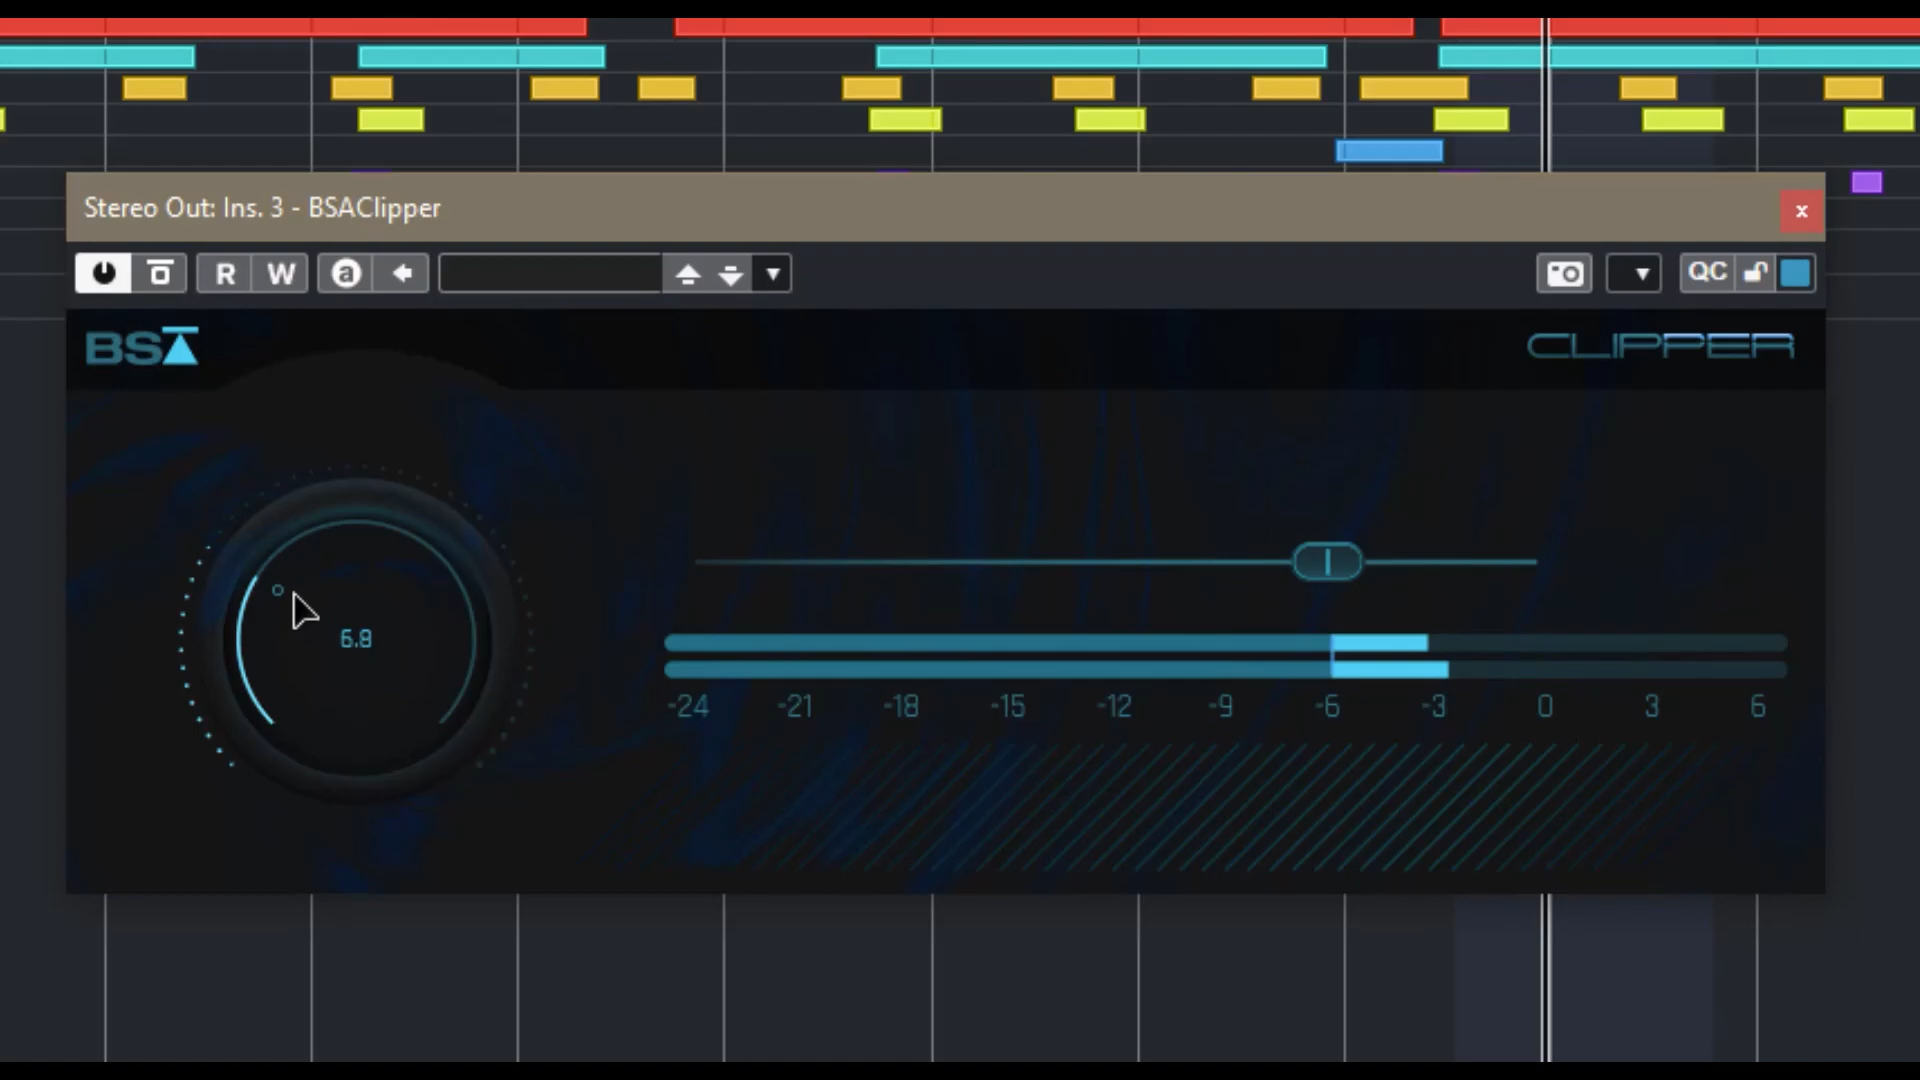 Stereo Out: Ins. 3 - BSAClipper
x
R W a QC
BSA
CLIPPER
6.8
-24 -21 -18 -15 -12 -9 -6 -3 0 3 6